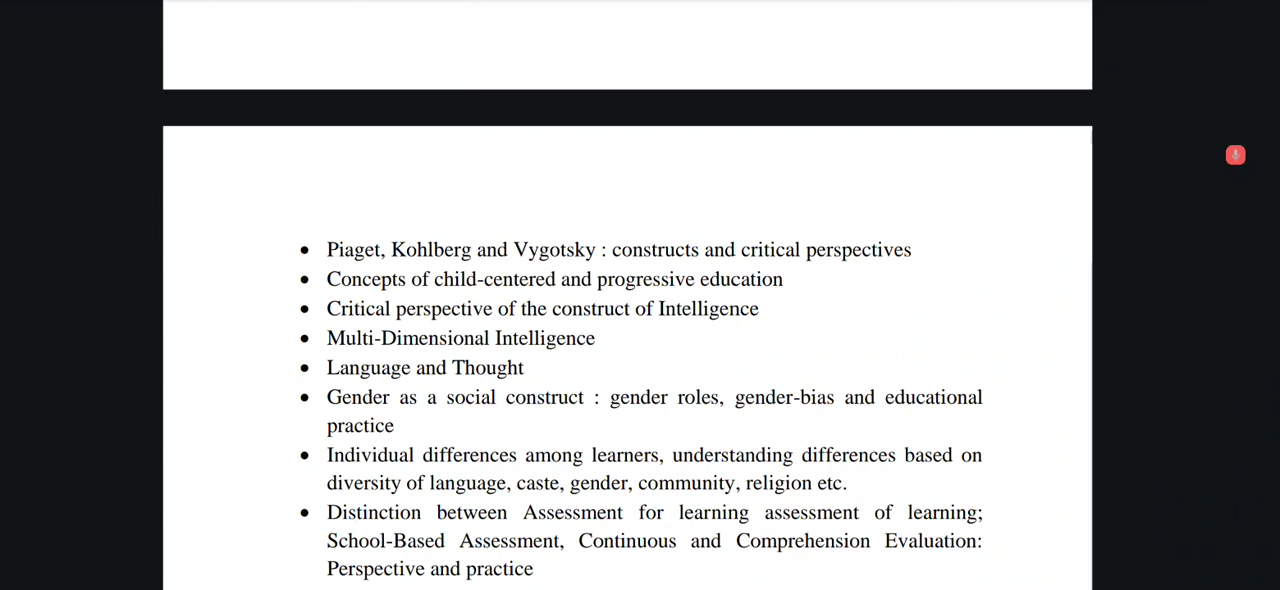 • Piaget, Kohlberg and Vygotsky : constructs and critical perspectives
• Concepts of child-centered and progressive education
• Critical perspective of the construct of Intelligence
• Multi-Dimensional Intelligence
• Language and Thought
• Gender as a social construct : gender roles, gender-bias and educational
practice
• Individual differences among learners, understanding differences based on
diversity of language, caste, gender, community, religion etc.
• Distinction between Assessment for learning assessment of learning;
School-Based Assessment, Continuous and Comprehension Evaluation:
Perspective and practice